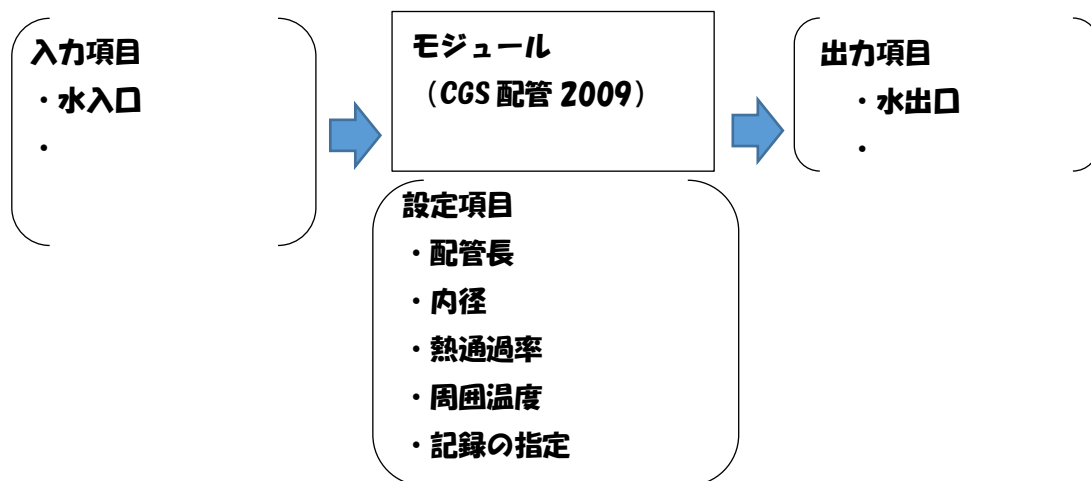 入力項目
・水入口
・
モジュール
（CGS 配管 2009）
出力項目
・水出口
・
設定項目
・配管長
・内径
・熱通過率
・周囲温度
・記録の指定